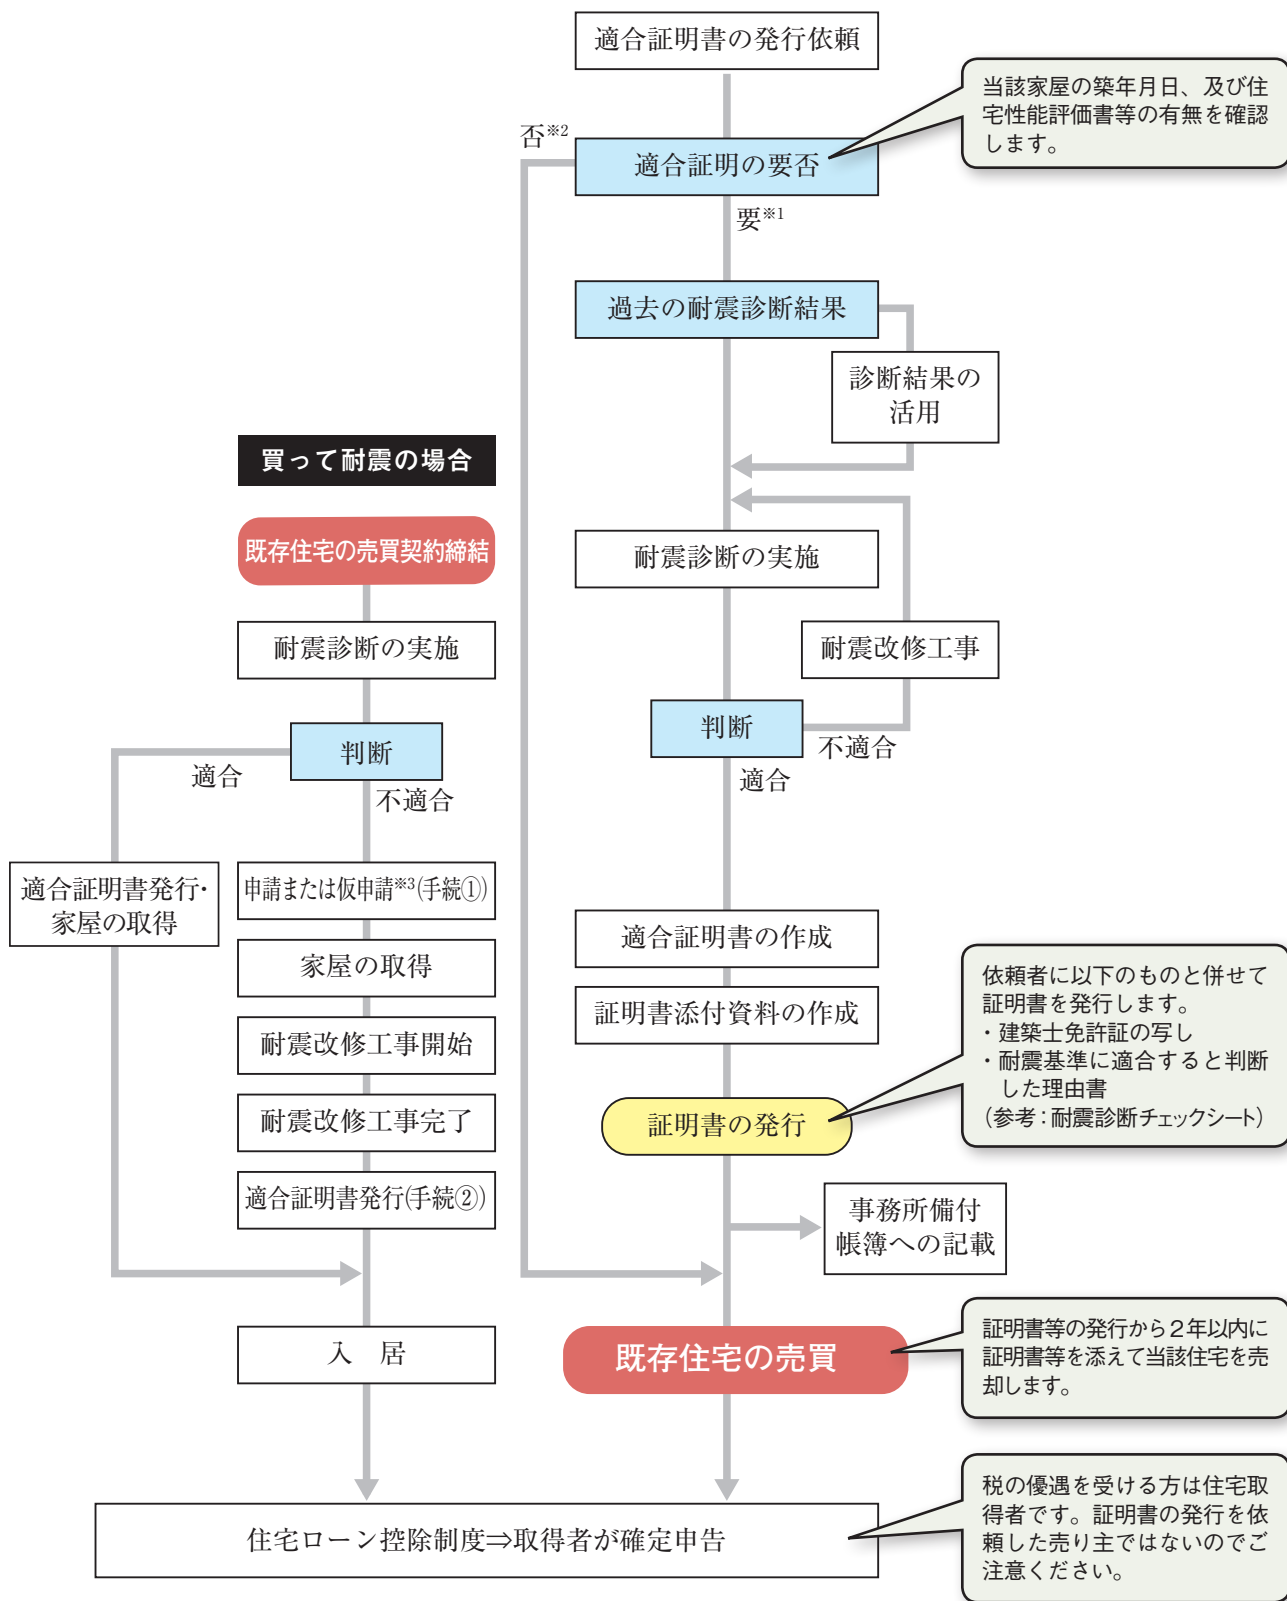 適合証明書の発行依頼
当該家屋の築年月日、及び住
宅性能評価書等の有無を確認
します。
否※2
適合証明の要否
要※1
過去の耐震診断結果
診断結果の
活用
買って耐震の場合
既存住宅の売買契約締結
耐震診断の実施
耐震診断の実施
耐震改修工事
判断
不適合
適合
判断
適合
不適合
適合証明書発行・
家屋の取得
申請または仮申請※3(手続①)
家屋の取得
耐震改修工事開始
耐震改修工事完了
適合証明書発行(手続②)
適合証明書の作成
証明書添付資料の作成
依頼者に以下のものと併せて
証明書を発行します。
・建築士免許証の写し
・耐震基準に適合すると判断
した理由書
(参考:耐震診断チェックシート)
証明書の発行
事務所備付
帳簿への記載
入 居
既存住宅の売買
証明書等の発行から2年以内に
証明書等を添えて当該住宅を売
却します。
住宅ローン控除制度⇒取得者が確定申告
税の優遇を受ける方は住宅取
得者です。証明書の発行を依
頼した売り主ではないのでご
注意ください。